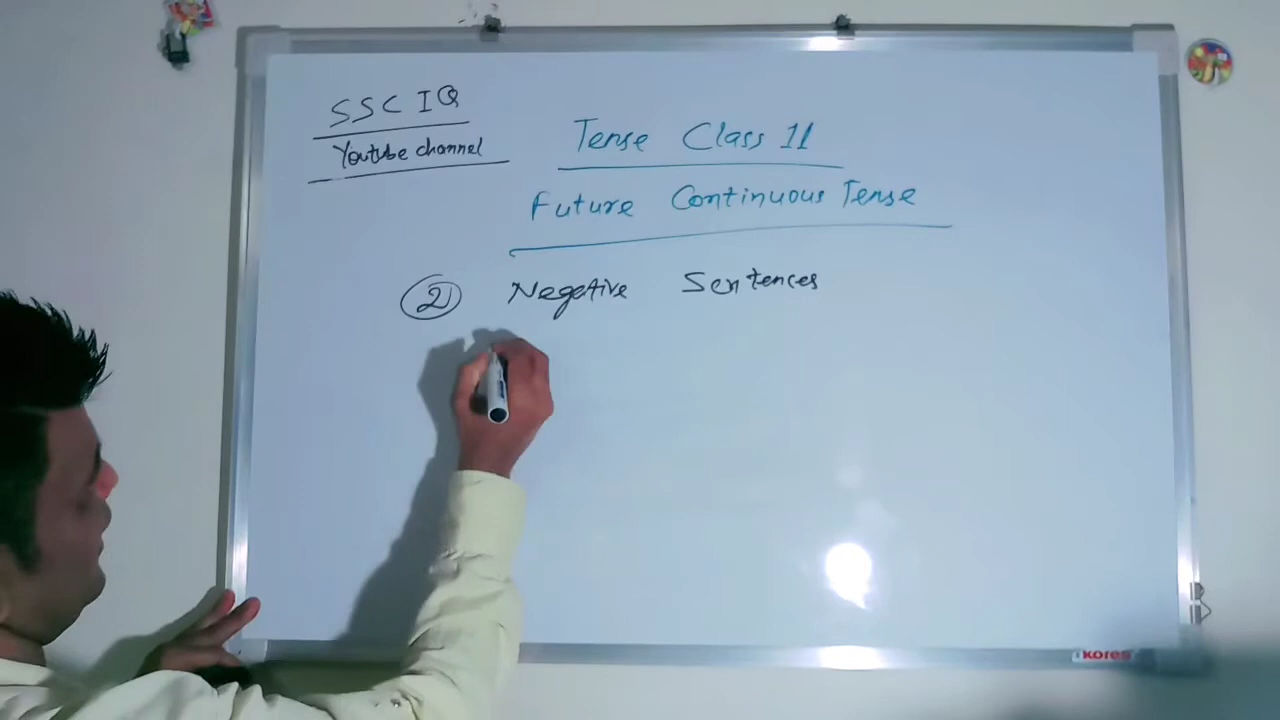 SSC IQ
Youtube channel
Tense Class 11
Future Continuous Tense
② Negative Sentences
kores